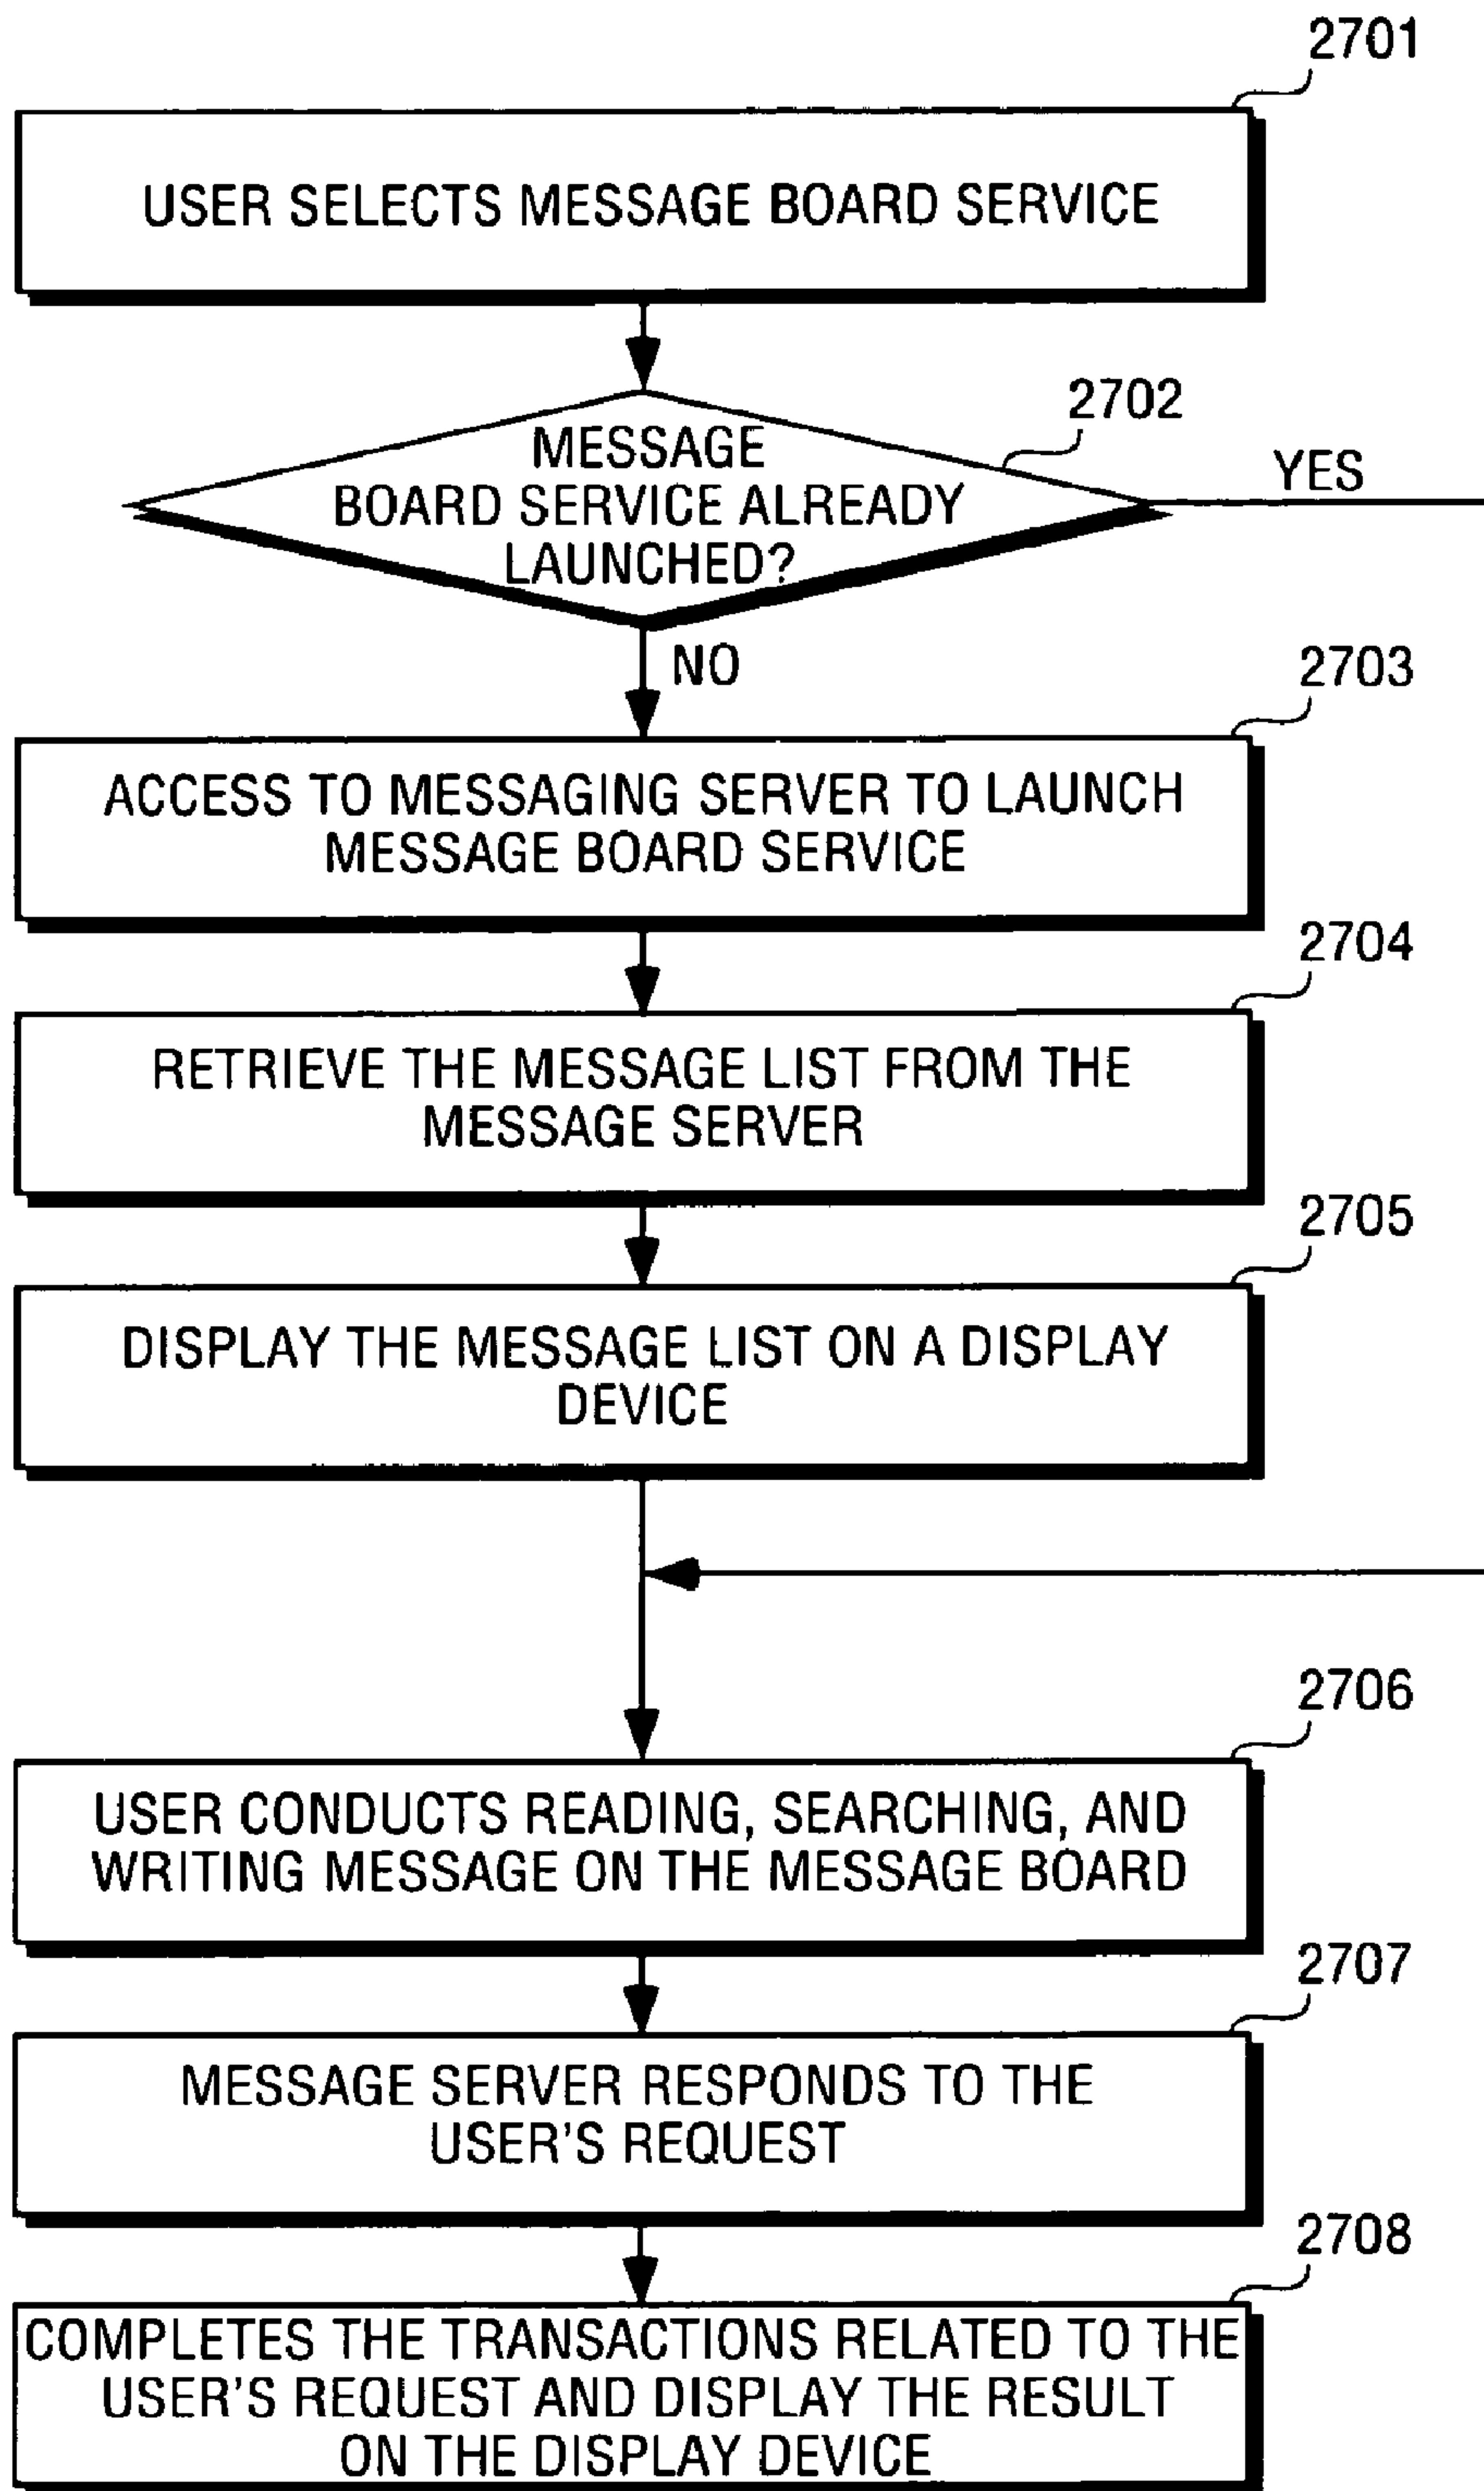 2701
USER SELECTS MESSAGE BOARD SERVICE
2702
MESSAGE
BOARD SERVICE ALREADY
LAUNCHED?
YES
NO
2703
ACCESS TO MESSAGING SERVER TO LAUNCH
MESSAGE BOARD SERVICE
2704
RETRIEVE THE MESSAGE LIST FROM THE
MESSAGE SERVER
2705
DISPLAY THE MESSAGE LIST ON A DISPLAY
DEVICE
2706
USER CONDUCTS READING, SEARCHING, AND
WRITING MESSAGE ON THE MESSAGE BOARD
2707
MESSAGE SERVER RESPONDS TO THE
USER'S REQUEST
2708
COMPLETES THE TRANSACTIONS RELATED TO THE
USER'S REQUEST AND DISPLAY THE RESULT
ON THE DISPLAY DEVICE